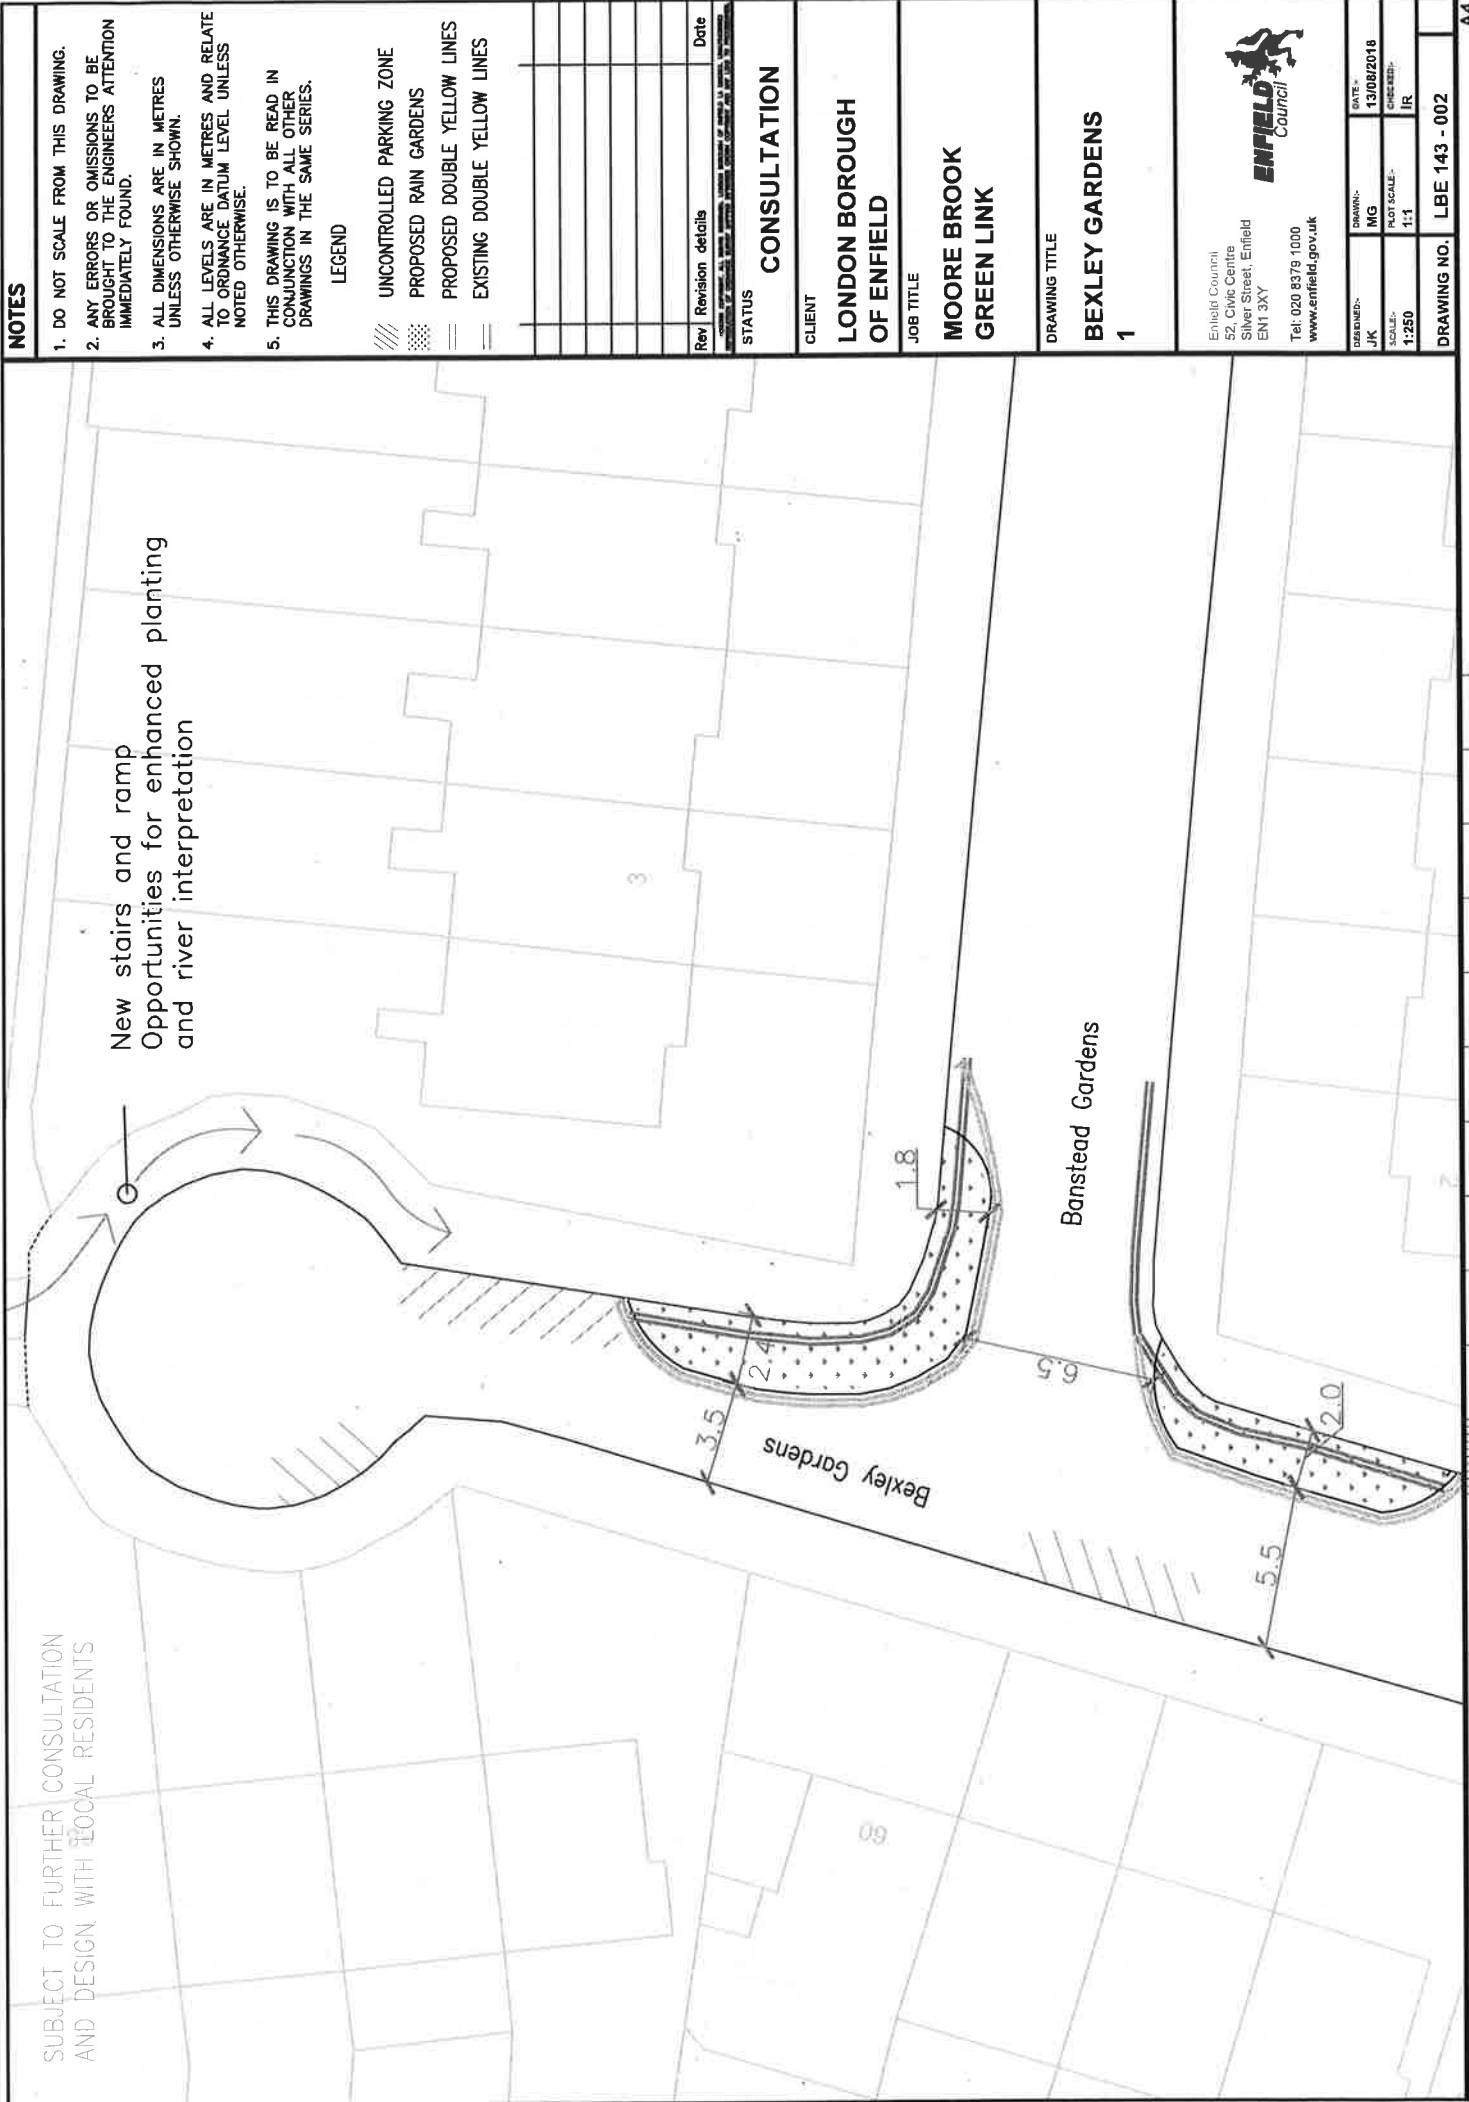 SUBJECT TO FURTHER CONSULTATION
AND DESIGN WITH LOOAL RESIDENTS
New stairs and ramp
Opportunities for enhanced planting
and river interpretation
3
60
2
1.8
2.4
3.5
6.5
2.0
5.5
Bexley Gardens
Banstead Gardens
NOTES
1. DO NOT SCALE FROM THIS DRAWING.
2. ANY ERRORS OR OMISSIONS TO BE
BROUGHT TO THE ENGINEERS ATTENTION
IMMEDIATELY FOUND.
3. ALL DIMENSIONS ARE IN METRES
UNLESS OTHERWISE SHOWN.
4. ALL LEVELS ARE IN METRES AND RELATE
TO ORDNANCE DATUM LEVEL UNLESS
NOTED OTHERWISE.
5. THIS DRAWING IS TO BE READ IN
CONJUNCTION WITH ALL OTHER
DRAWINGS IN THE SAME SERIES.
LEGEND
UNCONTROLLED PARKING ZONE
PROPOSED RAIN GARDENS
PROPOSED DOUBLE YELLOW LINES
EXISTING DOUBLE YELLOW LINES
Rev Revision details Date
STATUS
CONSULTATION
CLIENT
LONDON BOROUGH
OF ENFIELD
JOB TITLE
MOORE BROOK
GREEN LINK
DRAWING TITLE
BEXLEY GARDENS
1
Enfield Council
52, Civic Centre
Silver Street, Enfield
EN1 3XY
Tel: 020 8379 1000
www.enfield.gov.uk
ENFIELD
Council
DESIGNED:- DRAWN:- DATE:-
JK MG 13/08/2018
SCALE:- PLOT SCALE:- CHECKED:-
1:250 1:1 IR
DRAWING NO. LBE 143 - 002
A4